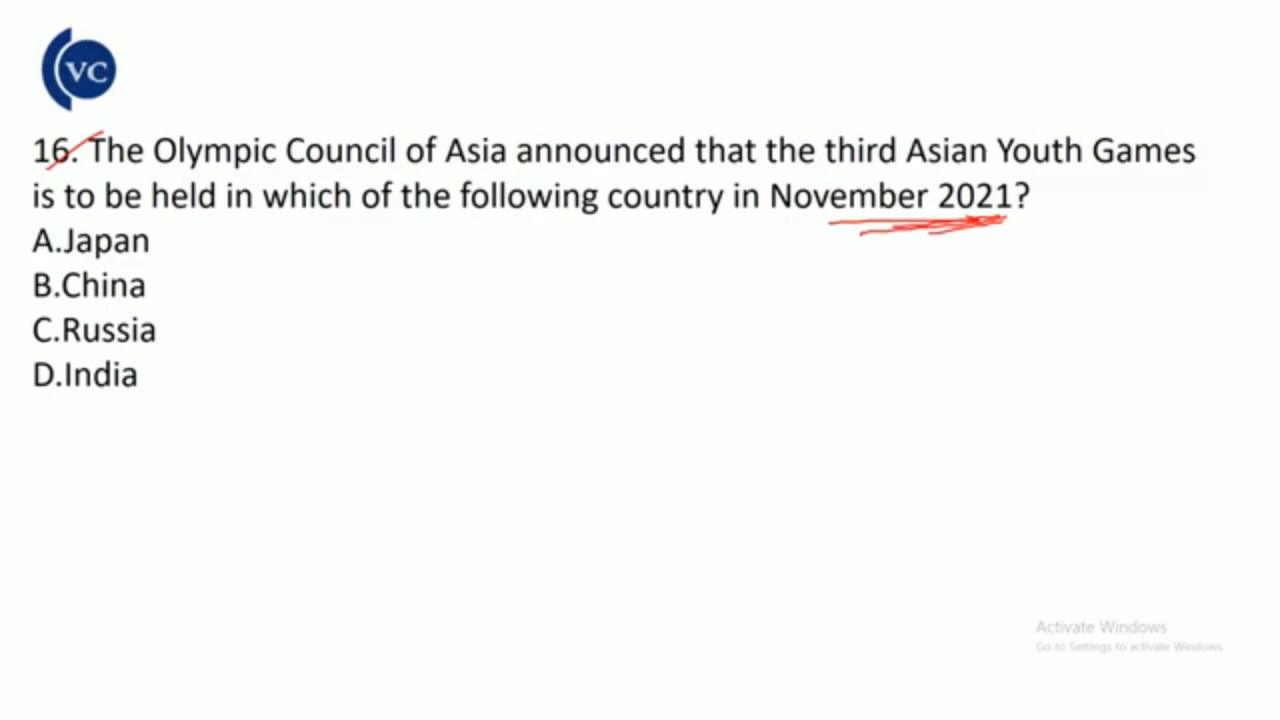 VC
16. The Olympic Council of Asia announced that the third Asian Youth Games
is to be held in which of the following country in November 2021?
A.Japan
B.China
C.Russia
D.India
Activate Windows
Go to Settings to activate Windows.